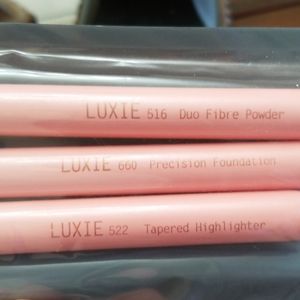 LUXIE 516 Duo Fibre Powder
LUXIE 660 Precision Foundation
LUXIE 522 Tapered Highlighter